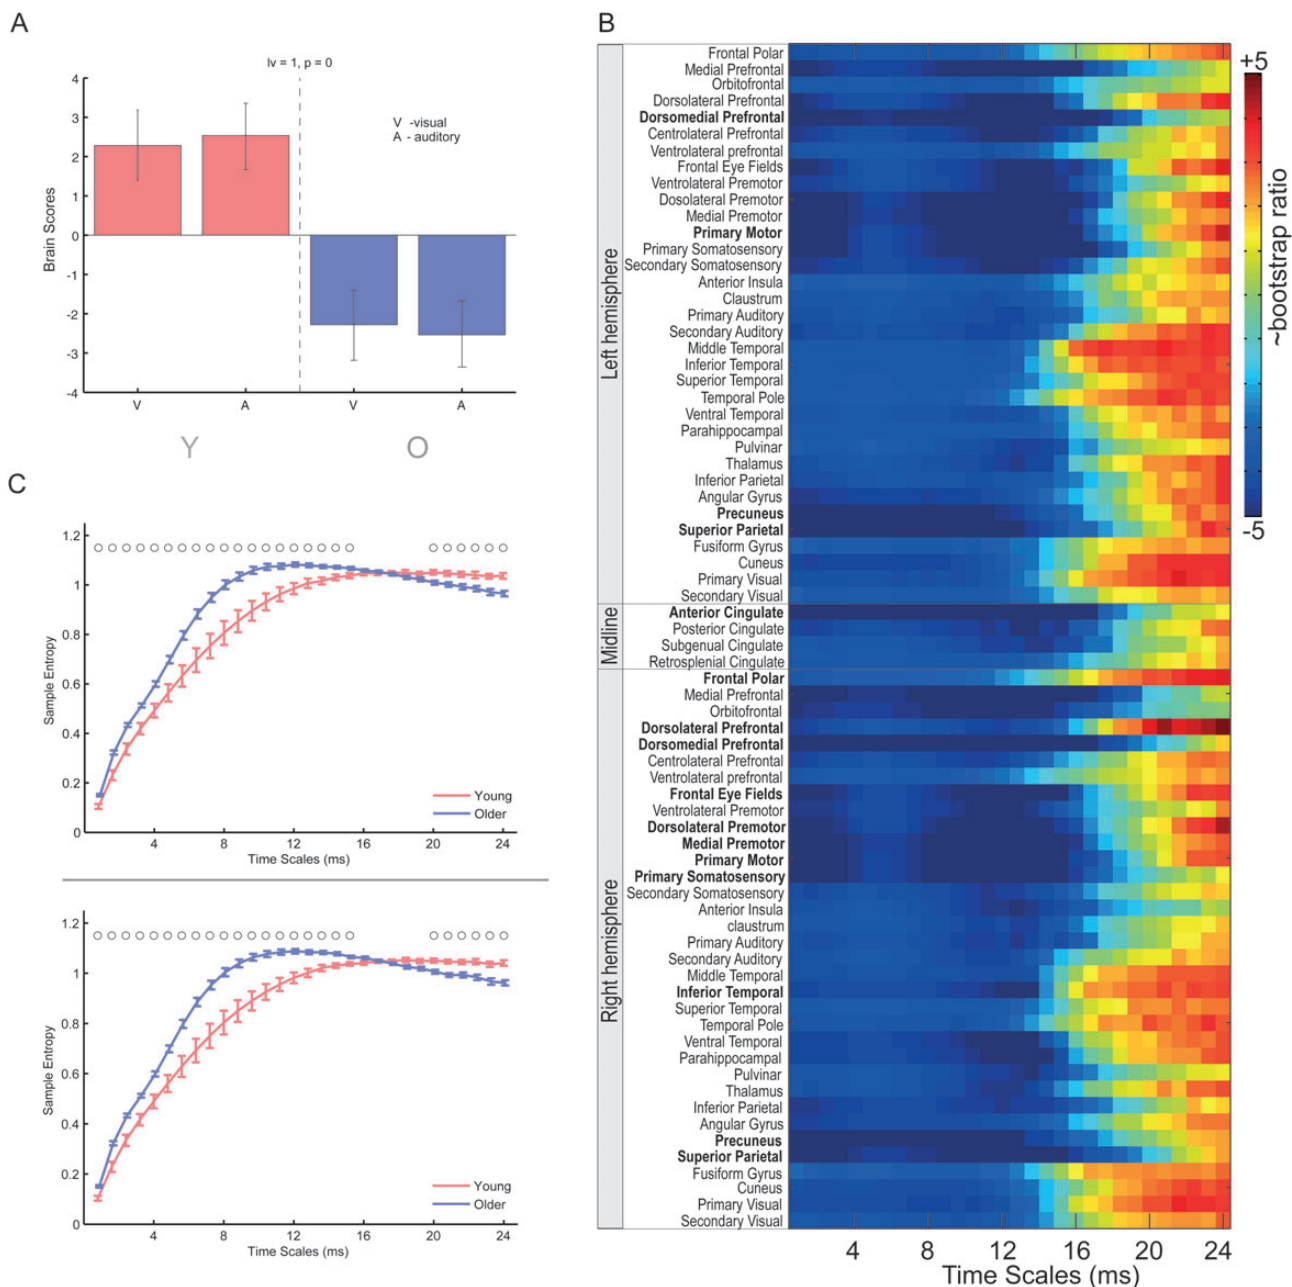 A
lv = 1, p = 0
4
3
2
1
0
-1
-2
-3
-4
Brain Scores
V -visual
A - auditory
V
A
V
A
Y
O
B
Left hemisphere
Frontal Polar
Medial Prefrontal
Orbitofrontal
Dorsolateral Prefrontal
Dorsomedial Prefrontal
Centrolateral Prefrontal
Ventrolateral prefrontal
Frontal Eye Fields
Ventrolateral Premotor
Dosolateral Premotor
Medial Premotor
Primary Motor
Primary Somatosensory
Secondary Somatosensory
Anterior Insula
Claustrum
Primary Auditory
Secondary Auditory
Middle Temporal
Inferior Temporal
Superior Temporal
Temporal Pole
Ventral Temporal
Parahippocampal
Pulvinar
Thalamus
Inferior Parietal
Angular Gyrus
Precuneus
Superior Parietal
Fusiform Gyrus
Cuneus
Primary Visual
Secondary Visual
Midline
Anterior Cingulate
Posterior Cingulate
Subgenual Cingulate
Retrosplenial Cingulate
Right hemisphere
Frontal Polar
Medial Prefrontal
Orbitofrontal
Dorsolateral Prefrontal
Dorsomedial Prefrontal
Centrolateral Prefrontal
Ventrolateral prefrontal
Frontal Eye Fields
Ventrolateral Premotor
Dorsolateral Premotor
Medial Premotor
Primary Motor
Primary Somatosensory
Secondary Somatosensory
Anterior Insula
claustrum
Primary Auditory
Secondary Auditory
Middle Temporal
Inferior Temporal
Superior Temporal
Temporal Pole
Ventral Temporal
Parahippocampal
Pulvinar
Thalamus
Inferior Parietal
Angular Gyrus
Precuneus
Superior Parietal
Fusiform Gyrus
Cuneus
Primary Visual
Secondary Visual
4 8 12 16 20 24
Time Scales (ms)
+5
~bootstrap ratio
-5
C
1.2
1
0.8
0.6
0.4
0.2
0
Sample Entropy
Young
Older
4 8 12 16 20 24
Time Scales (ms)
1.2
1
0.8
0.6
0.4
0.2
0
Sample Entropy
Young
Older
4 8 12 16 20 24
Time Scales (ms)